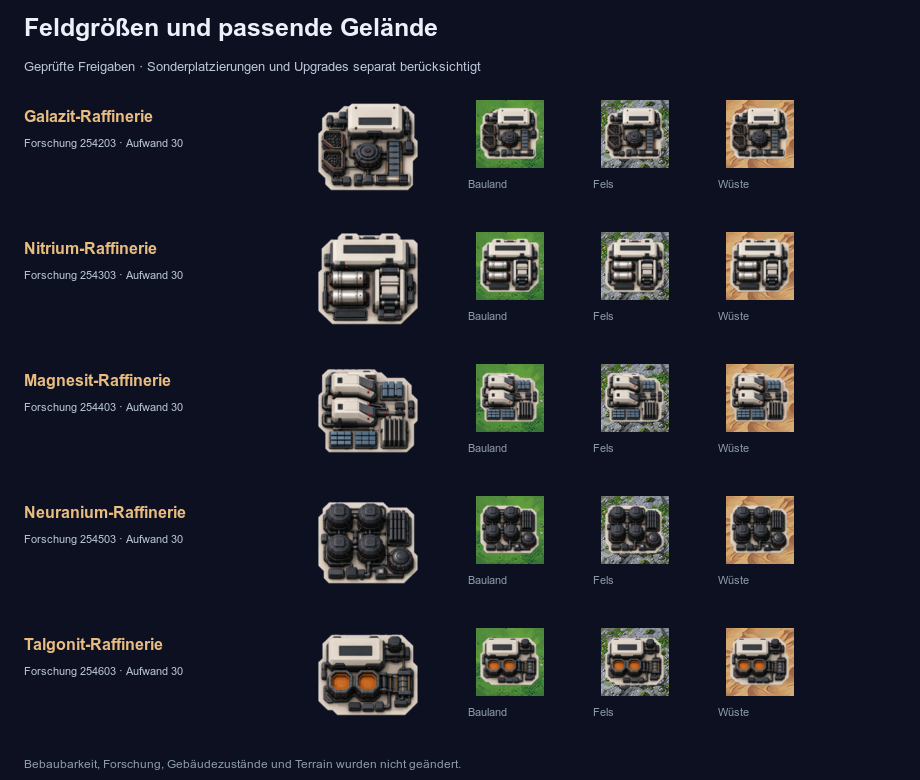 Feldgrößen und passende Gelände
Geprüfte Freigaben · Sonderplatzierungen und Upgrades separat berücksichtigt
Galazit-Raffinerie
Forschung 254203 · Aufwand 30
Bauland
Fels
Wüste
Nitrium-Raffinerie
Forschung 254303 · Aufwand 30
Bauland
Fels
Wüste
Magnesit-Raffinerie
Forschung 254403 · Aufwand 30
Bauland
Fels
Wüste
Neuranium-Raffinerie
Forschung 254503 · Aufwand 30
Bauland
Fels
Wüste
Talgonit-Raffinerie
Forschung 254603 · Aufwand 30
Bauland
Fels
Wüste
Bebaubarkeit, Forschung, Gebäudezustände und Terrain wurden nicht geändert.